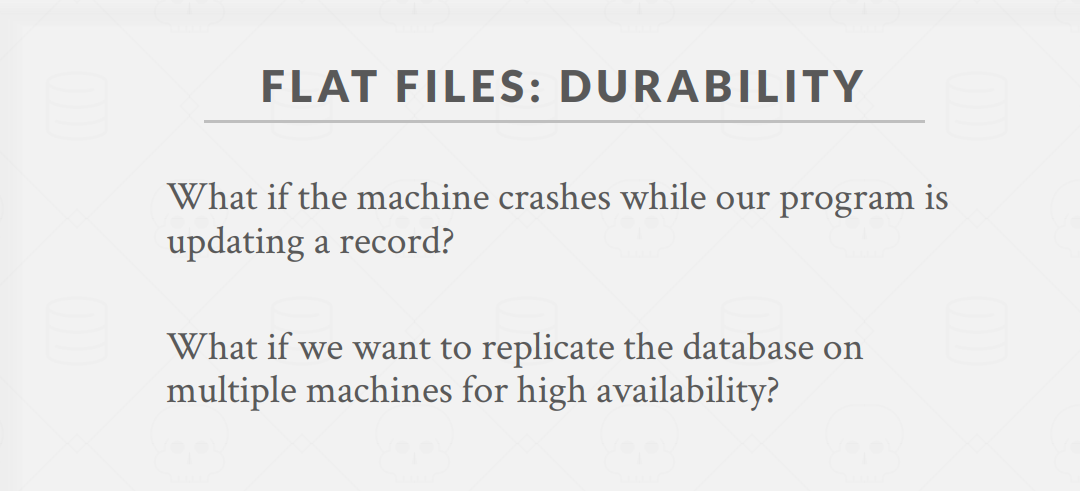 FLAT FILES: DURABILITY
What if the machine crashes while our program is
updating a record?
What if we want to replicate the database on
multiple machines for high availability?